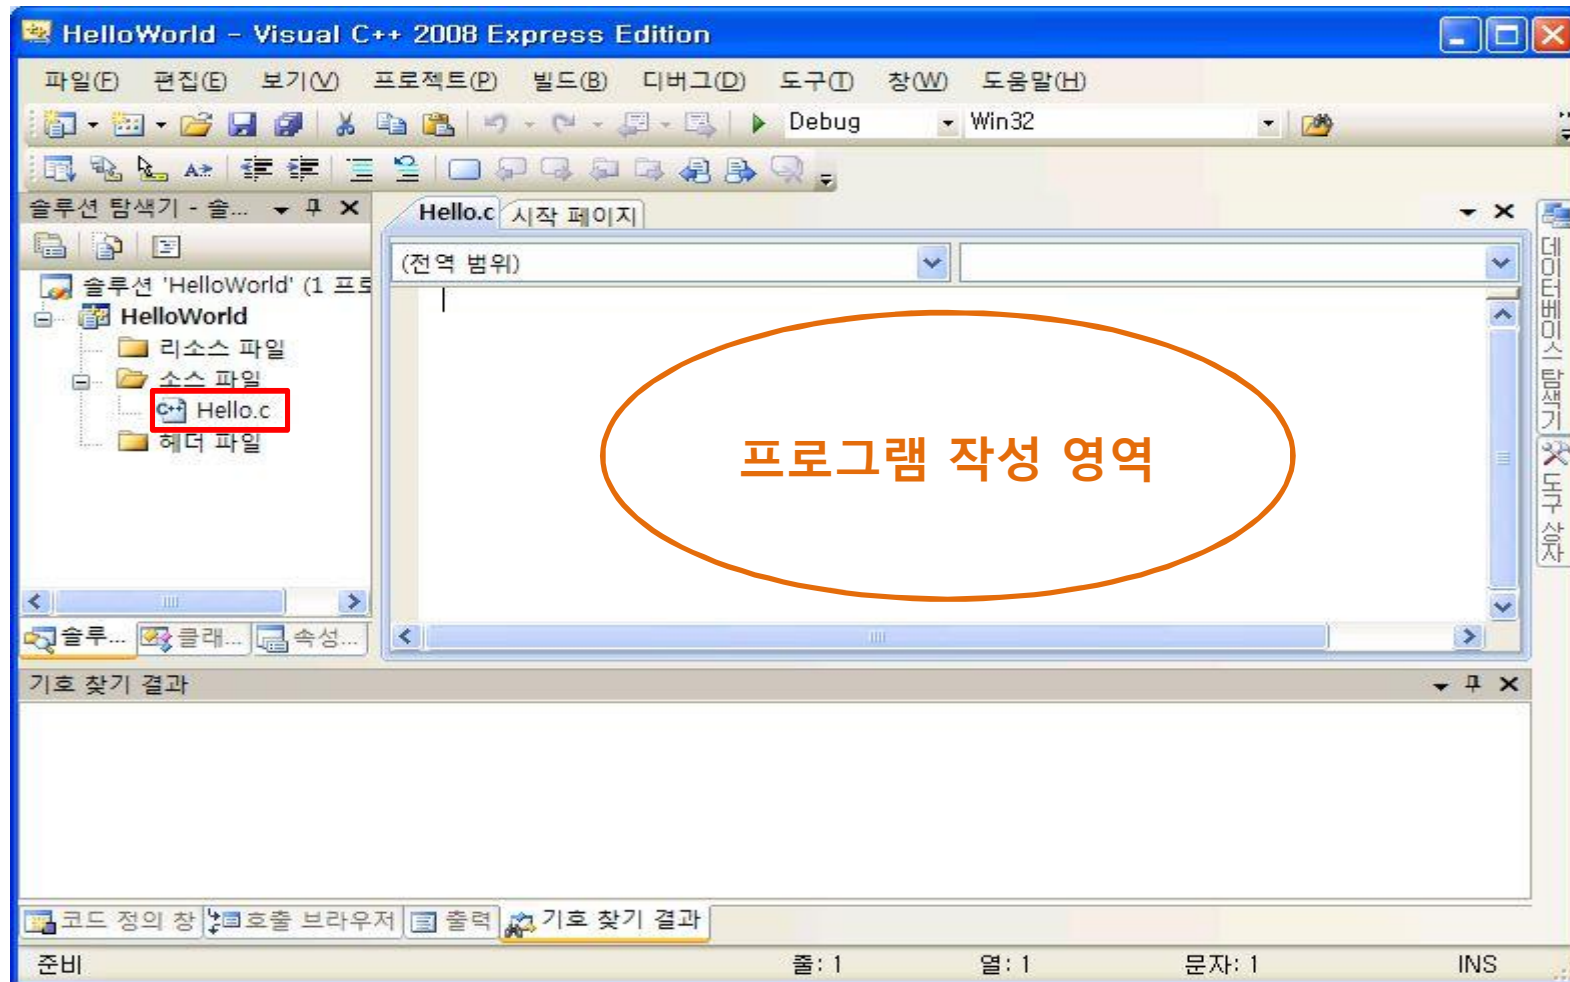 HelloWorld - Visual C++ 2008 Express Edition
파일(F) 편집(E) 보기(V) 프로젝트(P) 빌드(B) 디버그(D) 도구(T) 창(W) 도움말(H)
Debug Win32
솔루션 탐색기 - 솔...
Hello.c 시작 페이지
(전역 범위)
솔루션 'HelloWorld' (1 프로
HelloWorld
리소스 파일
소스 파일
Hello.c
헤더 파일
프로그램 작성 영역
데이터베이스 탐색기
도구 상자
솔루... 클래... 속성...
기호 찾기 결과
코드 정의 창 호출 브라우저 출력 기호 찾기 결과
준비 줄: 1 열: 1 문자: 1 INS